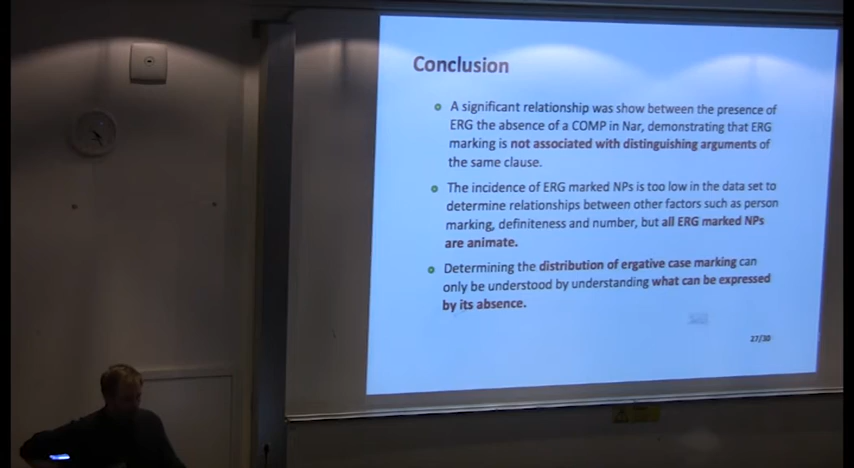 Conclusion
A significant relationship was show between the presence of
ERG the absence of a COMP in Nar, demonstrating that ERG
marking is not associated with distinguishing arguments of
the same clause.
The incidence of ERG marked NPs is too low in the data set to
determine relationships between other factors such as person
marking, definiteness and number, but all ERG marked NPs
are animate.
Determining the distribution of ergative case marking can
only be understood by understanding what can be expressed
by its absence.
27/30